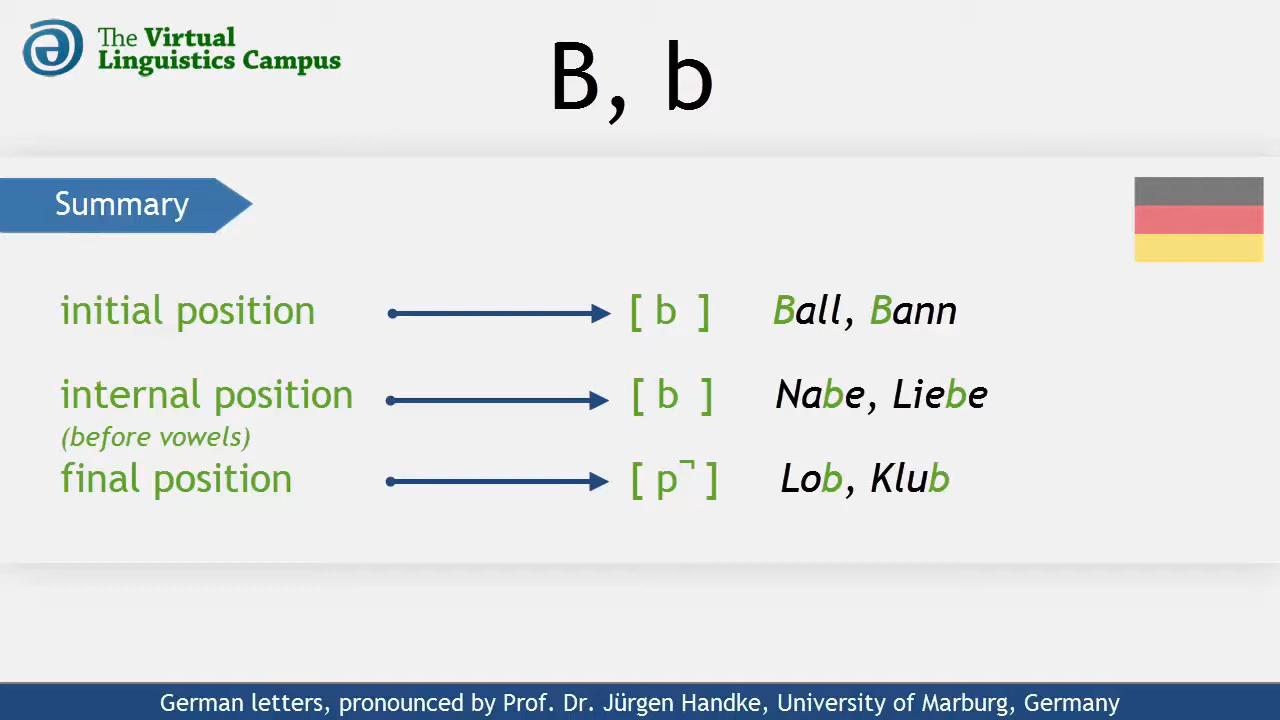 The Virtual
Linguistics Campus
B, b
Summary
initial position [ b ] Ball, Bann
internal position [ b ] Nabe, Liebe
(before vowels)
final position [ p̚ ] Lob, Klub
German letters, pronounced by Prof. Dr. Jürgen Handke, University of Marburg, Germany